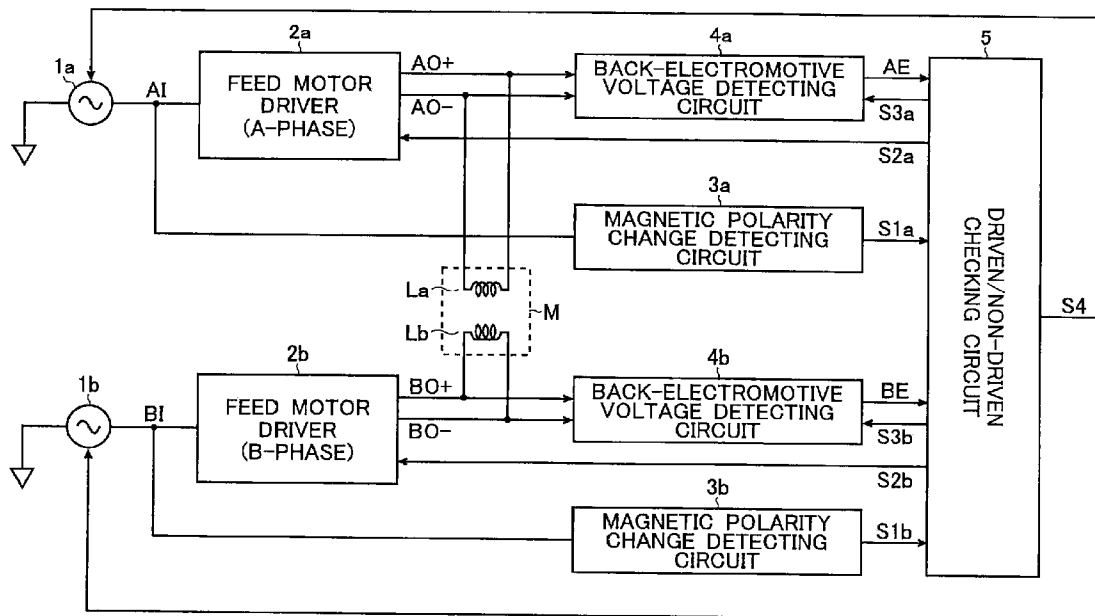 1a
AI
2a
FEED MOTOR
DRIVER
(A-PHASE)
AO+
AO-
4a
BACK-ELECTROMOTIVE
VOLTAGE DETECTING
CIRCUIT
AE
S3a
S2a
3a
MAGNETIC POLARITY
CHANGE DETECTING
CIRCUIT
S1a
5
DRIVEN/NON-DRIVEN
CHECKING CIRCUIT
S4
La
Lb
M
1b
BI
2b
FEED MOTOR
DRIVER
(B-PHASE)
BO+
BO-
4b
BACK-ELECTROMOTIVE
VOLTAGE DETECTING
CIRCUIT
BE
S3b
S2b
3b
MAGNETIC POLARITY
CHANGE DETECTING
CIRCUIT
S1b